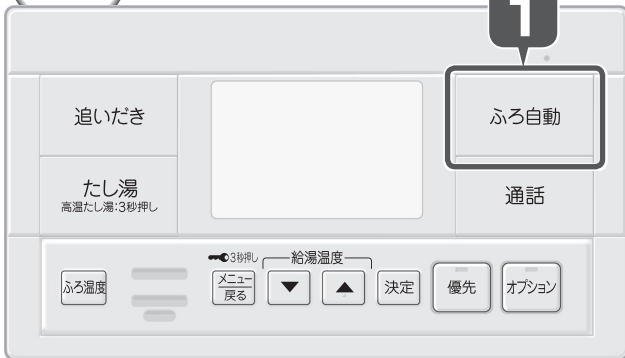 1
追いだき
ふろ自動
たし湯
高温たし湯:3秒押し
通話
3秒押し
給湯温度
ふろ温度
メニュー
戻る
▼
▲
決定
優先
オプション